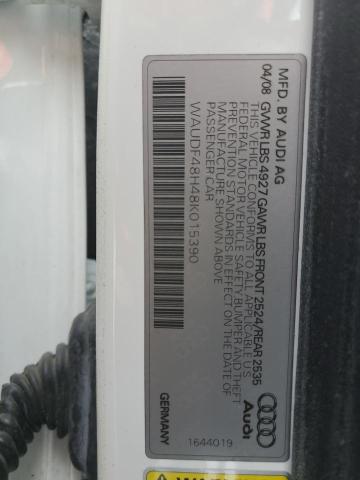 MFD. BY AUDI AG
04/08 GVWR LBS 4927 GAWR LBS FRONT 2524/REAR 2535
THIS VEHICLE CONFORMS TO ALL APPLICABLE U.S.
FEDERAL MOTOR VEHICLE SAFETY BUMPER AND THEFT
PREVENTION STANDARDS IN EFFECT ON THE DATE OF
MANUFACTURE SHOWN ABOVE
PASSENGER CAR
WAUDF48H48K015390
GERMANY
1644019
Audi